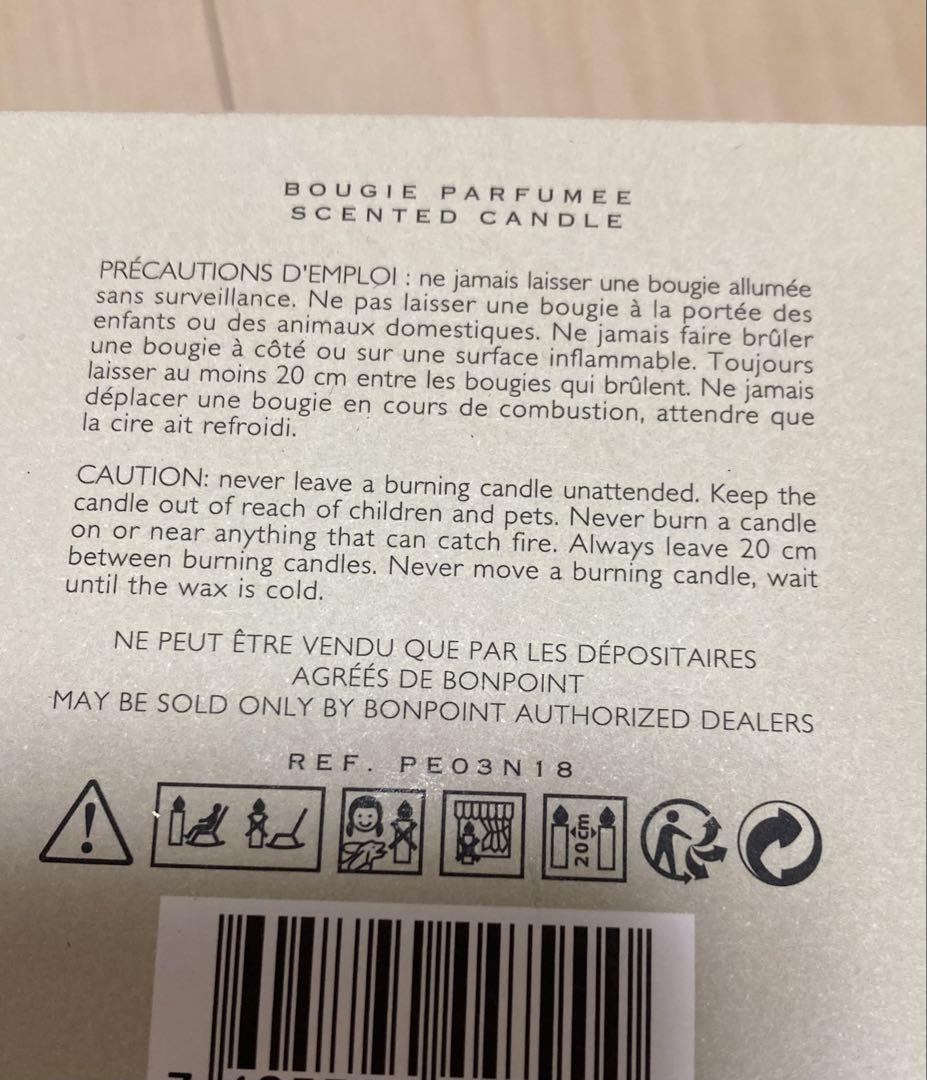 BOUGIE PARFUMEE
SCENTED CANDLE
PRÉCAUTIONS D'EMPLOI : ne jamais laisser une bougie allumée
sans surveillance. Ne pas laisser une bougie à la portée des
enfants ou des animaux domestiques. Ne jamais faire brûler
une bougie à côté ou sur une surface inflammable. Toujours
laisser au moins 20 cm entre les bougies qui brûlent. Ne jamais
déplacer une bougie en cours de combustion, attendre que
la cire ait refroidi.
CAUTION: never leave a burning candle unattended. Keep the
candle out of reach of children and pets. Never burn a candle
on or near anything that can catch fire. Always leave 20 cm
between burning candles. Never move a burning candle, wait
until the wax is cold.
NE PEUT ÊTRE VENDU QUE PAR LES DÉPOSITAIRES
AGRÉÉS DE BONPOINT
MAY BE SOLD ONLY BY BONPOINT AUTHORIZED DEALERS
REF. PE03N18
20cm